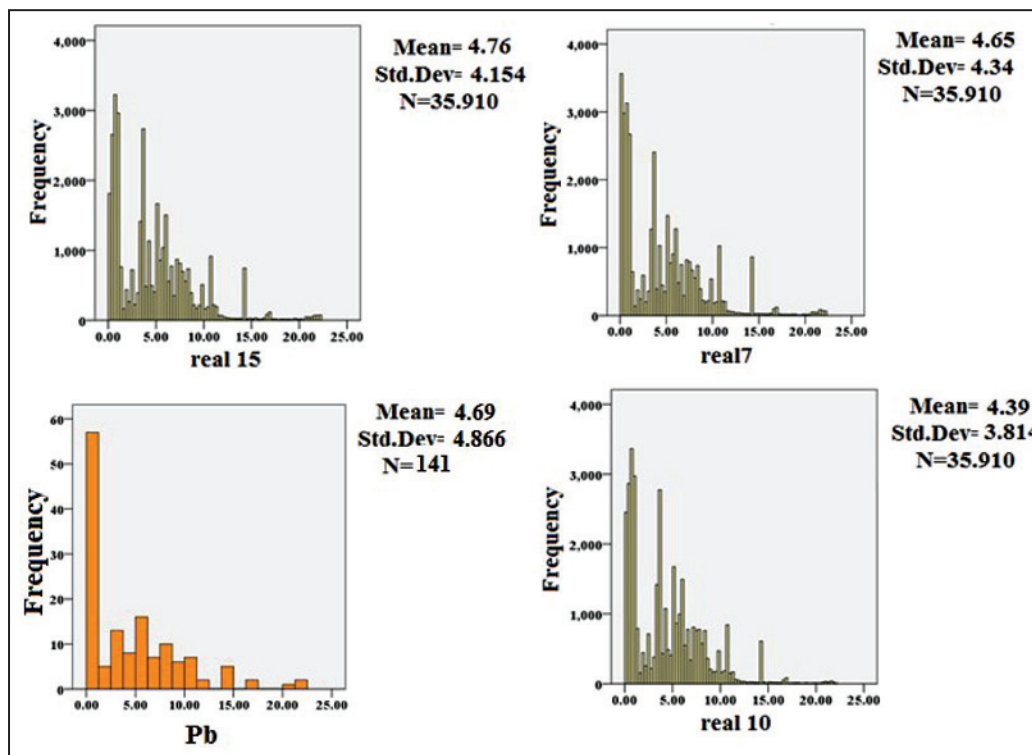 4,000
3,000
2,000
1,000
0
Frequency
0.00 5.00 10.00 15.00 20.00 25.00
real 15
Mean= 4.76
Std.Dev= 4.154
N=35.910
4,000
3,000
2,000
1,000
0
Frequency
0.00 5.00 10.00 15.00 20.00 25.00
real7
Mean= 4.65
Std.Dev= 4.34
N=35.910
60
50
40
30
20
10
0
Frequency
0.00 5.00 10.00 15.00 20.00 25.00
Pb
Mean= 4.69
Std.Dev= 4.866
N=141
4,000
3,000
2,000
1,000
0
Frequency
0.00 5.00 10.00 15.00 20.00 25.00
real 10
Mean= 4.39
Std.Dev= 3.814
N=35.910